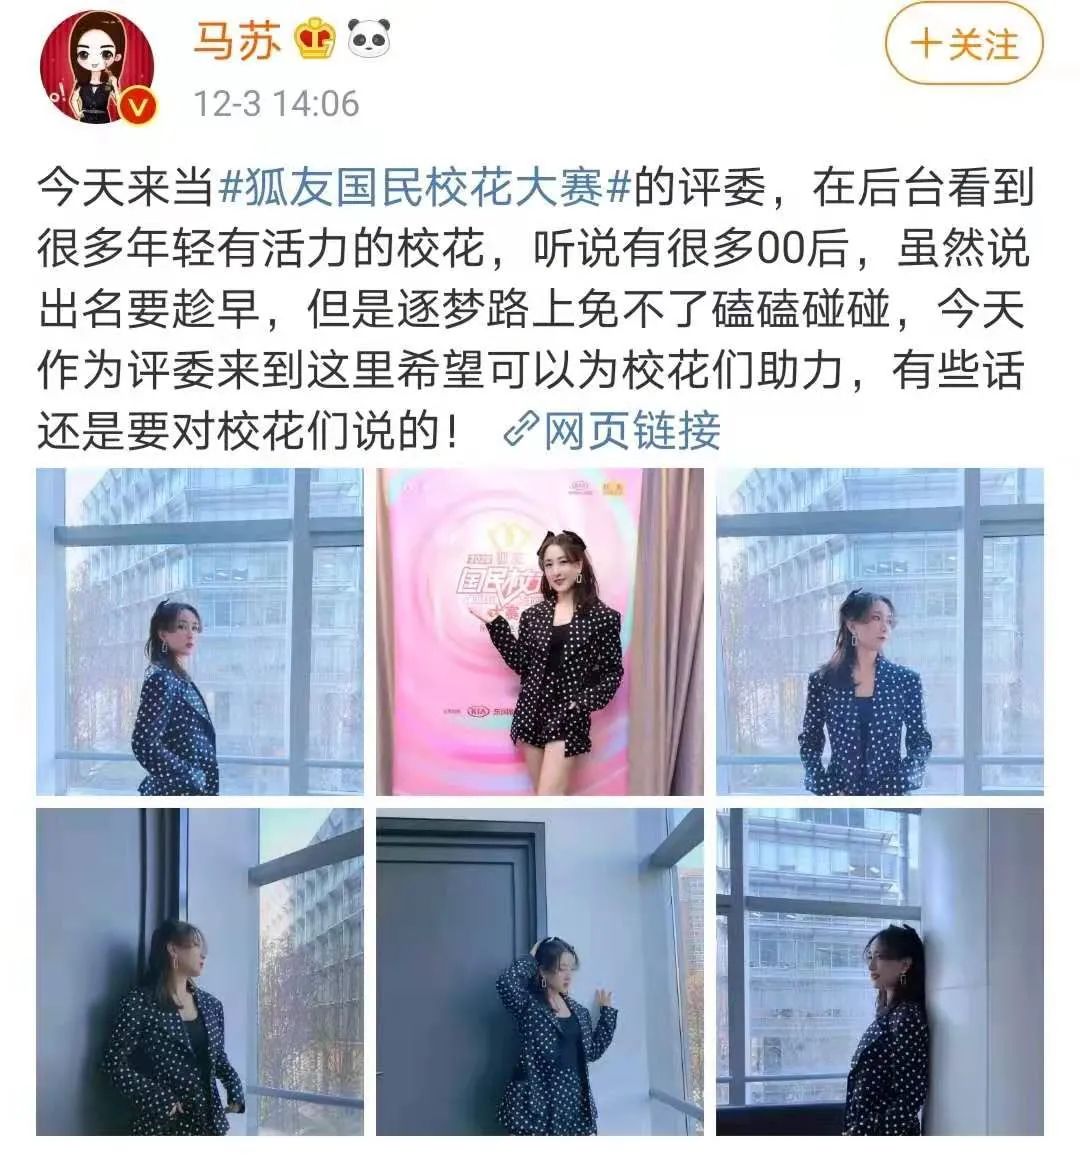 马苏
12-3 14:06
+关注
今天来当#狐友国民校花大赛#的评委，在后台看到
很多年轻有活力的校花，听说有很多00后，虽然说
出名要趁早，但是逐梦路上免不了磕磕碰碰，今天
作为评委来到这里希望可以为校花们助力，有些话
还是要对校花们说的！ 网页链接
国民校
KIA